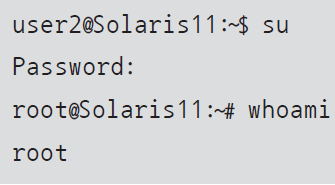 user2@Solaris11:~$ su
Password:
root@Solaris11:~# whoami
root